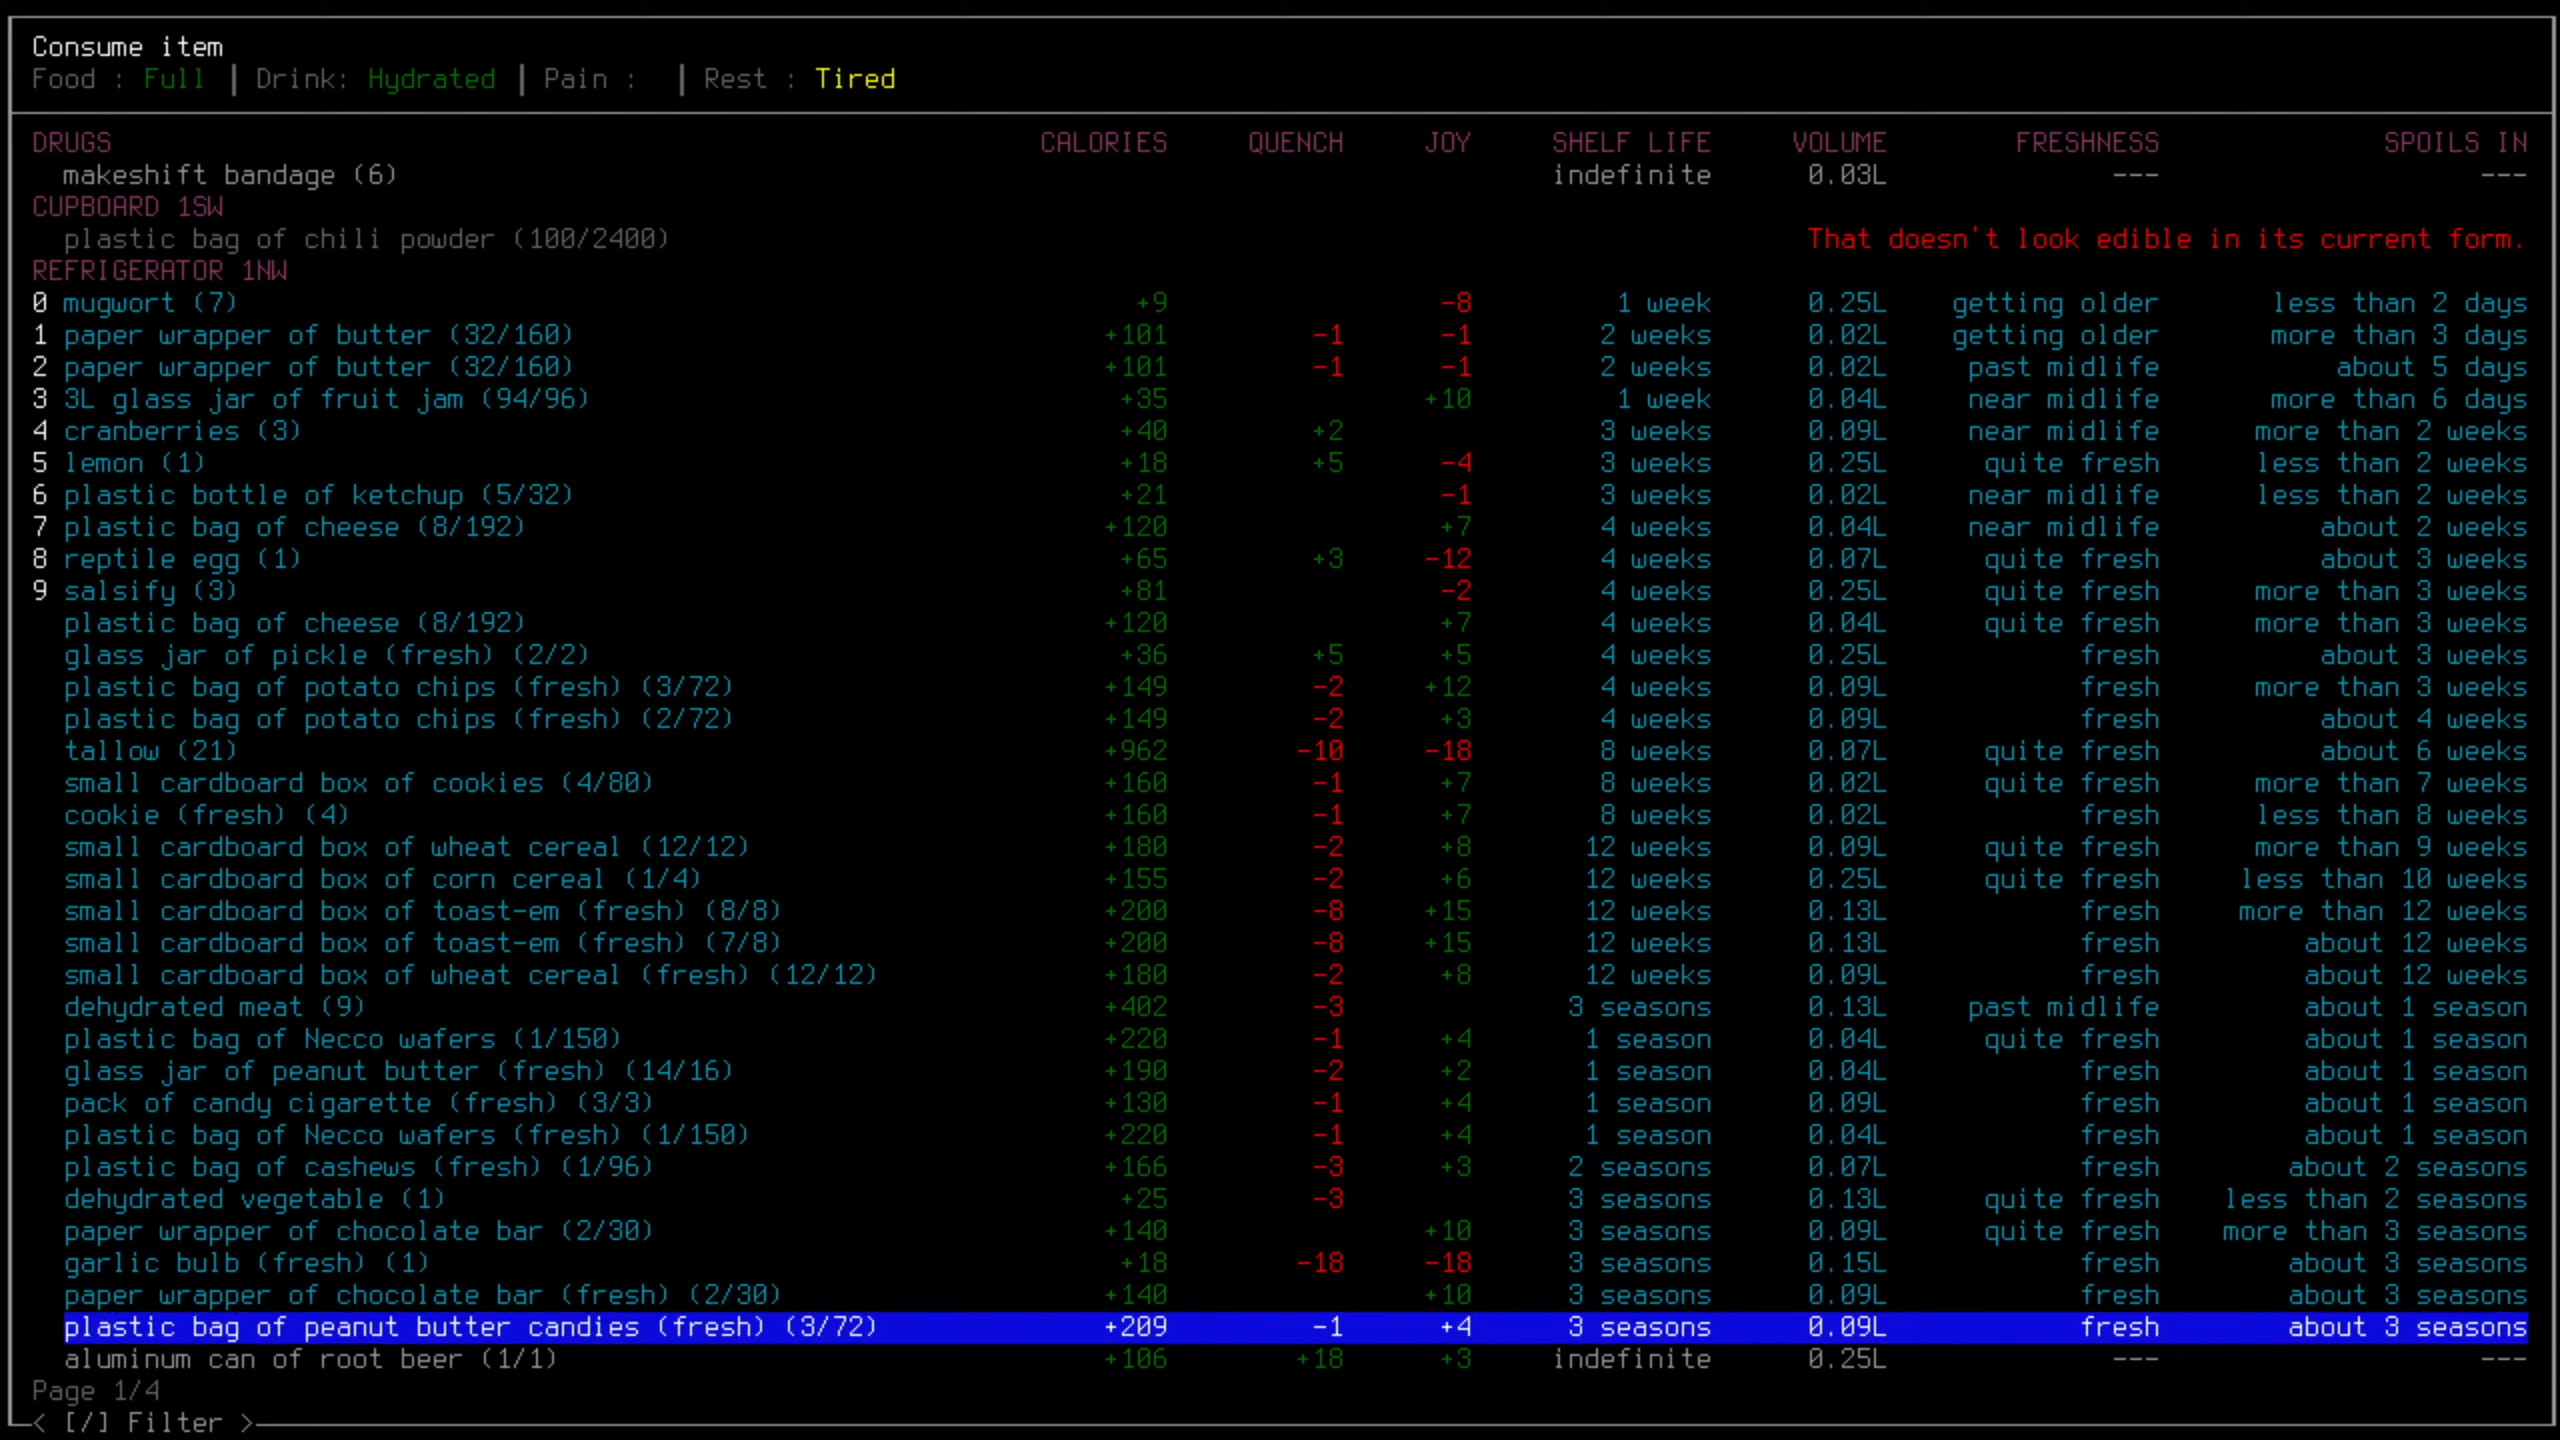 Consume item
Food : Full | Drink: Hydrated | Pain :   | Rest : Tired
DRUGS CALORIES QUENCH JOY SHELF LIFE VOLUME FRESHNESS SPOILS IN
makeshift bandage (6) indefinite 0.03L --- ---
CUPBOARD 1SW
plastic bag of chili powder (100/2400) That doesn't look edible in its current form.
REFRIGERATOR 1NW
0 mugwort (7) +9 -8 1 week 0.25L getting older less than 2 days
1 paper wrapper of butter (32/160) +101 -1 -1 2 weeks 0.02L getting older more than 3 days
2 paper wrapper of butter (32/160) +101 -1 -1 2 weeks 0.02L past midlife about 5 days
3 3L glass jar of fruit jam (94/96) +35 +10 1 week 0.04L near midlife more than 6 days
4 cranberries (3) +40 +2 3 weeks 0.09L near midlife more than 2 weeks
5 lemon (1) +18 +5 -4 3 weeks 0.25L quite fresh less than 2 weeks
6 plastic bottle of ketchup (5/32) +21 -1 3 weeks 0.02L near midlife less than 2 weeks
7 plastic bag of cheese (8/192) +120 +7 4 weeks 0.04L near midlife about 2 weeks
8 reptile egg (1) +65 +3 -12 4 weeks 0.07L quite fresh about 3 weeks
9 salsify (3) +81 -2 4 weeks 0.25L quite fresh more than 3 weeks
plastic bag of cheese (8/192) +120 +7 4 weeks 0.04L quite fresh more than 3 weeks
glass jar of pickle (fresh) (2/2) +36 +5 +5 4 weeks 0.25L fresh about 3 weeks
plastic bag of potato chips (fresh) (3/72) +149 -2 +12 4 weeks 0.09L fresh more than 3 weeks
plastic bag of potato chips (fresh) (2/72) +149 -2 +3 4 weeks 0.09L fresh about 4 weeks
tallow (21) +962 -10 -18 8 weeks 0.07L quite fresh about 6 weeks
small cardboard box of cookies (4/80) +160 -1 +7 8 weeks 0.02L quite fresh more than 7 weeks
cookie (fresh) (4) +160 -1 +7 8 weeks 0.02L fresh less than 8 weeks
small cardboard box of wheat cereal (12/12) +180 -2 +8 12 weeks 0.09L quite fresh more than 9 weeks
small cardboard box of corn cereal (1/4) +155 -2 +6 12 weeks 0.25L quite fresh less than 10 weeks
small cardboard box of toast-em (fresh) (8/8) +200 -8 +15 12 weeks 0.13L fresh more than 12 weeks
small cardboard box of toast-em (fresh) (7/8) +200 -8 +15 12 weeks 0.13L fresh about 12 weeks
small cardboard box of wheat cereal (fresh) (12/12) +180 -2 +8 12 weeks 0.09L fresh about 12 weeks
dehydrated meat (9) +402 -3 3 seasons 0.13L past midlife about 1 season
plastic bag of Necco wafers (1/150) +220 -1 +4 1 season 0.04L quite fresh about 1 season
glass jar of peanut butter (fresh) (14/16) +190 -2 +2 1 season 0.04L fresh about 1 season
pack of candy cigarette (fresh) (3/3) +130 -1 +4 1 season 0.09L fresh about 1 season
plastic bag of Necco wafers (fresh) (1/150) +220 -1 +4 1 season 0.04L fresh about 1 season
plastic bag of cashews (fresh) (1/96) +166 -3 +3 2 seasons 0.07L fresh about 2 seasons
dehydrated vegetable (1) +25 -3 3 seasons 0.13L quite fresh less than 2 seasons
paper wrapper of chocolate bar (2/30) +140 +10 3 seasons 0.09L quite fresh more than 3 seasons
garlic bulb (fresh) (1) +18 -18 -18 3 seasons 0.15L fresh about 3 seasons
paper wrapper of chocolate bar (fresh) (2/30) +140 +10 3 seasons 0.09L fresh about 3 seasons
plastic bag of peanut butter candies (fresh) (3/72) +209 -1 +4 3 seasons 0.09L fresh about 3 seasons
aluminum can of root beer (1/1) +106 +18 +3 indefinite 0.25L --- ---
Page 1/4
< [/] Filter >